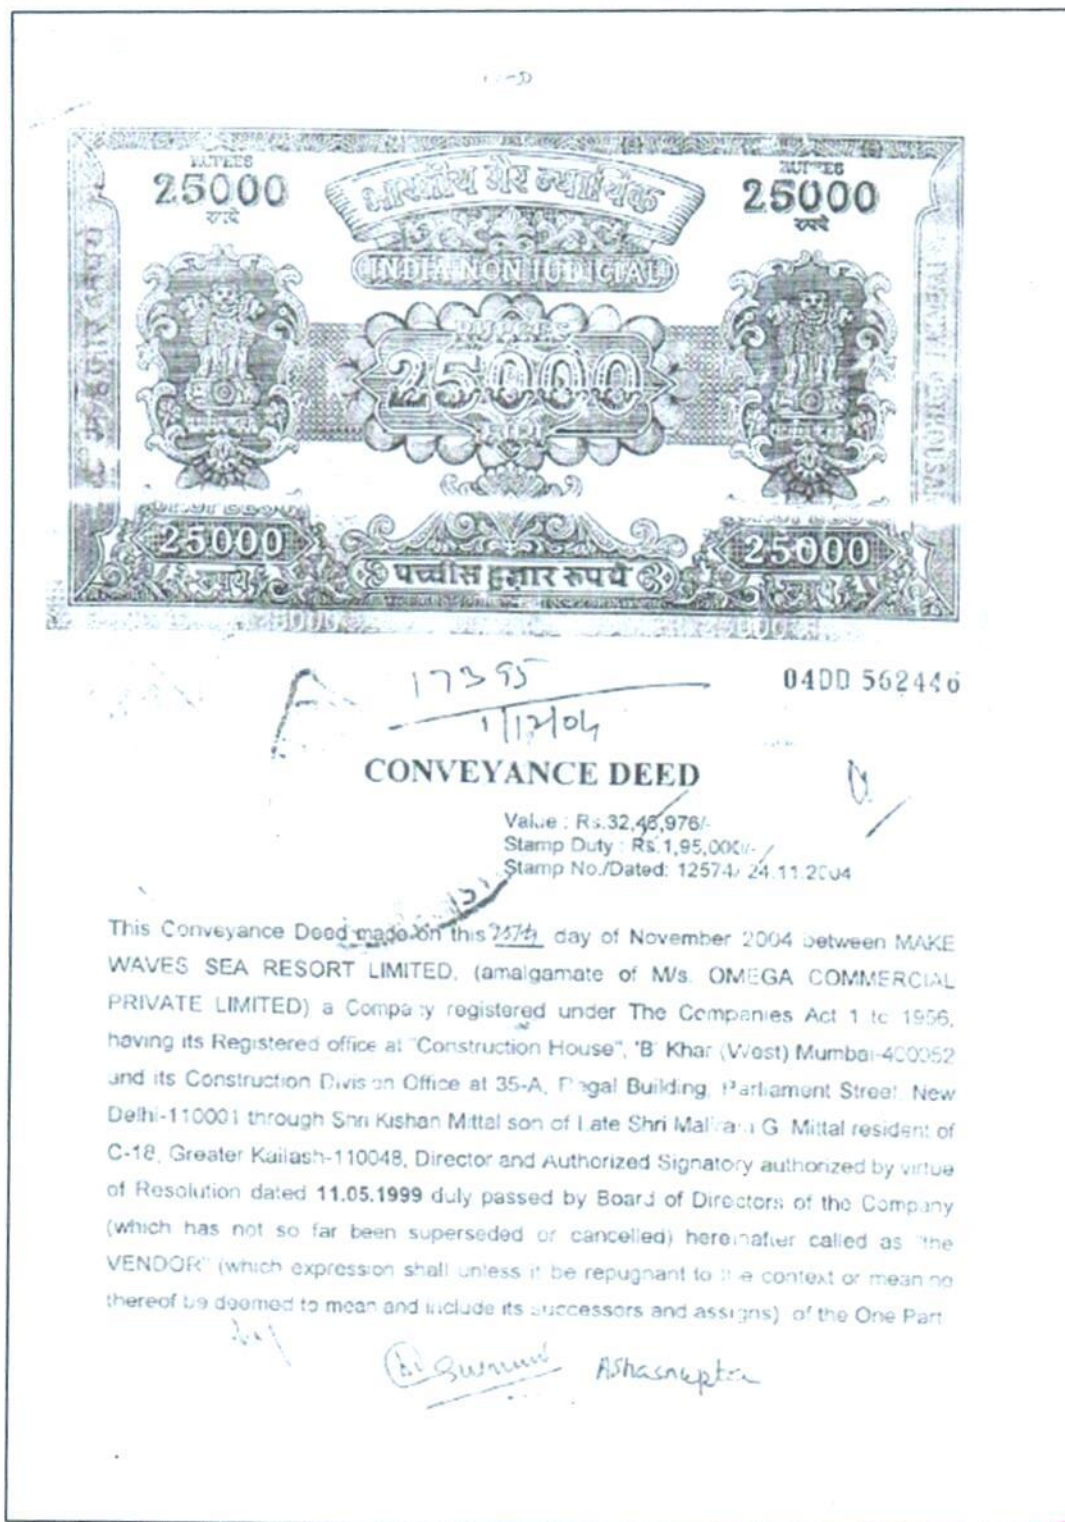 RUPEES
25000
रुपये
भारतीय गैर न्यायिक
RUPEES
25000
रुपये
INDIA NON JUDICIAL
RUPEES
25000
25000
पच्चीस हजार रुपये
25000
17395
1/12/04
04DD 562446
CONVEYANCE DEED
Value : Rs.32,46,976/-
Stamp Duty : Rs.1,95,000/-
Stamp No./Dated: 12574/ 24.11.2004
This Conveyance Deed made on this day of November 2004 between MAKE
WAVES SEA RESORT LIMITED, (amalgamate of M/s. OMEGA COMMERCIAL
PRIVATE LIMITED) a Company registered under The Companies Act 1 to 1956,
having its Registered office at "Construction House", 'B' Khar (West) Mumbai-400052
and its Construction Division Office at 35-A, Regal Building, Parliament Street, New
Delhi-110001 through Shri Kishan Mittal son of Late Shri G. Mittal resident of
C-18, Greater Kailash-110048, Director and Authorized Signatory authorized by virtue
of Resolution dated 11.05.1999 duly passed by Board of Directors of the Company
(which has not so far been superseded or cancelled) hereinafter called as "the
VENDOR" (which expression shall unless it be repugnant to the context or meaning
thereof be deemed to mean and include its successors and assigns) of the One Part